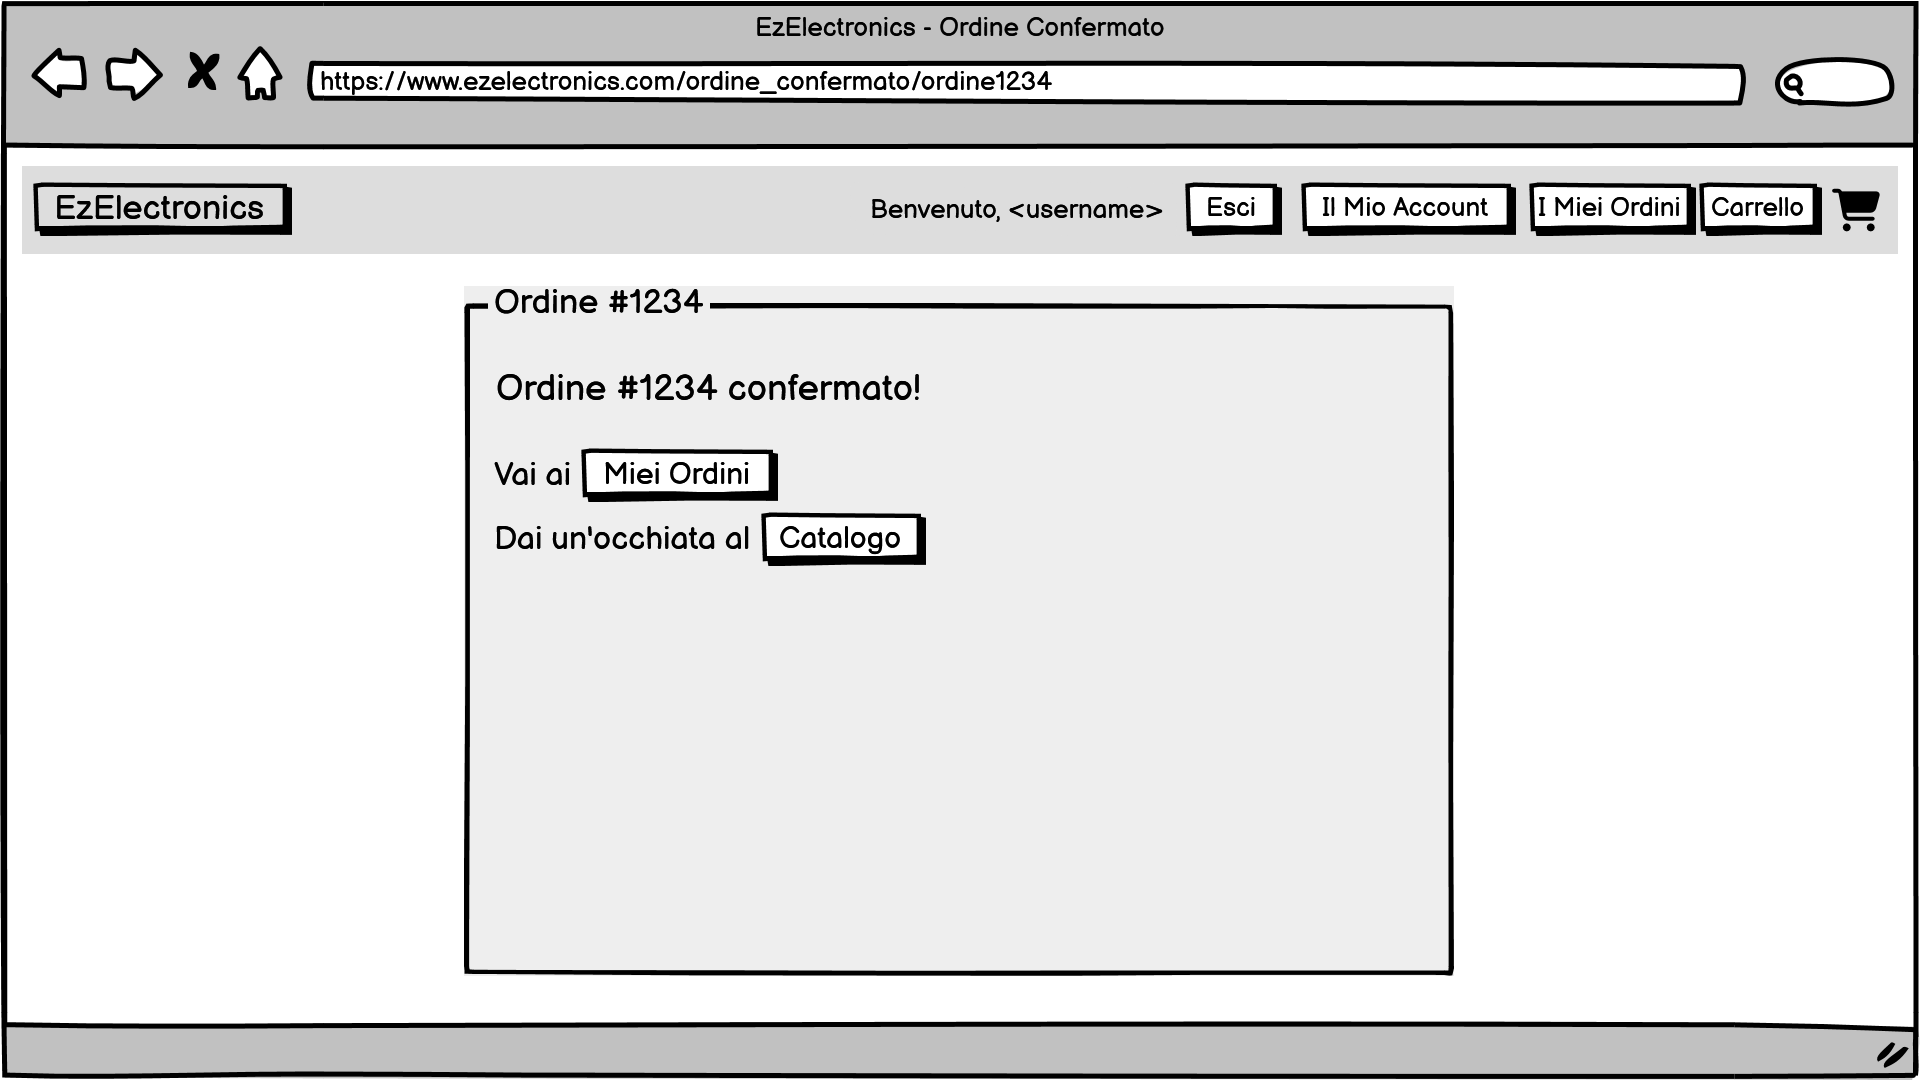 EzElectronics - Ordine Confermato
https://www.ezelectronics.com/ordine_confermato/ordine1234
EzElectronics Benvenuto, <username> Esci Il Mio Account I Miei Ordini Carrello
Ordine #1234
Ordine #1234 confermato!
Vai ai Miei Ordini
Dai un'occhiata al Catalogo